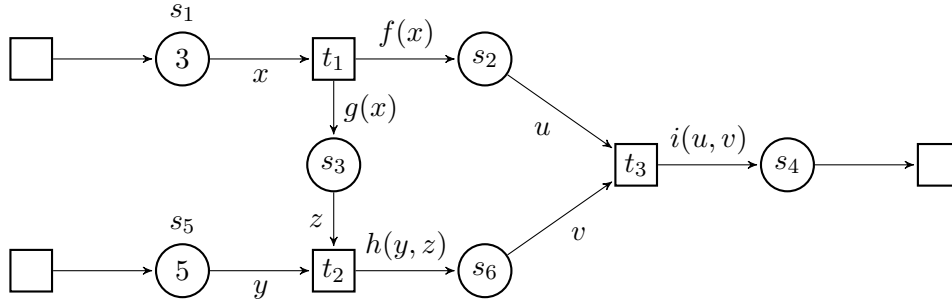 s₁
3
x
t₁
f(x)
s₂
g(x)
u
s₃
t₃
i(u, v)
s₄
z
s₅
5
y
t₂
h(y, z)
s₆
v